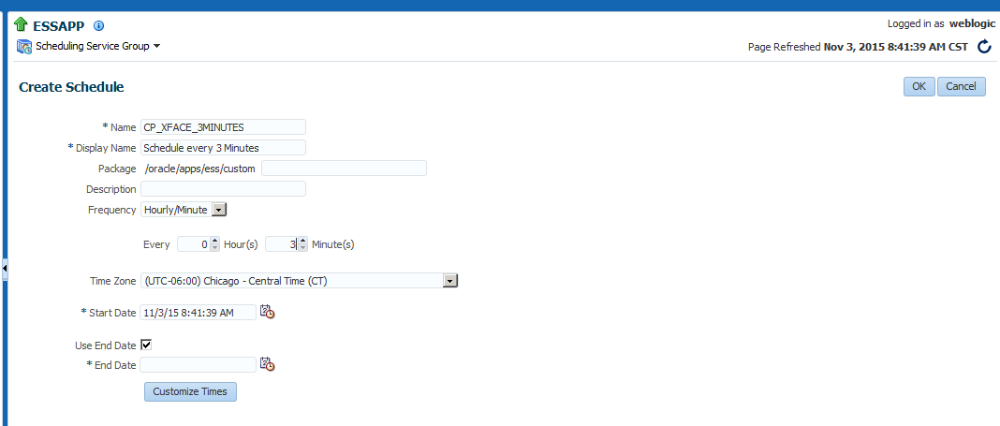 ESSAPP
Logged in as weblogic
Scheduling Service Group
Page Refreshed Nov 3, 2015 8:41:39 AM CST
Create Schedule
OK Cancel
* Name CP_XFACE_3MINUTES
* Display Name Schedule every 3 Minutes
Package /oracle/apps/ess/custom
Description
Frequency Hourly/Minute
Every 0 Hour(s) 3 Minute(s)
Time Zone (UTC-06:00) Chicago - Central Time (CT)
* Start Date 11/3/15 8:41:39 AM
Use End Date
* End Date
Customize Times